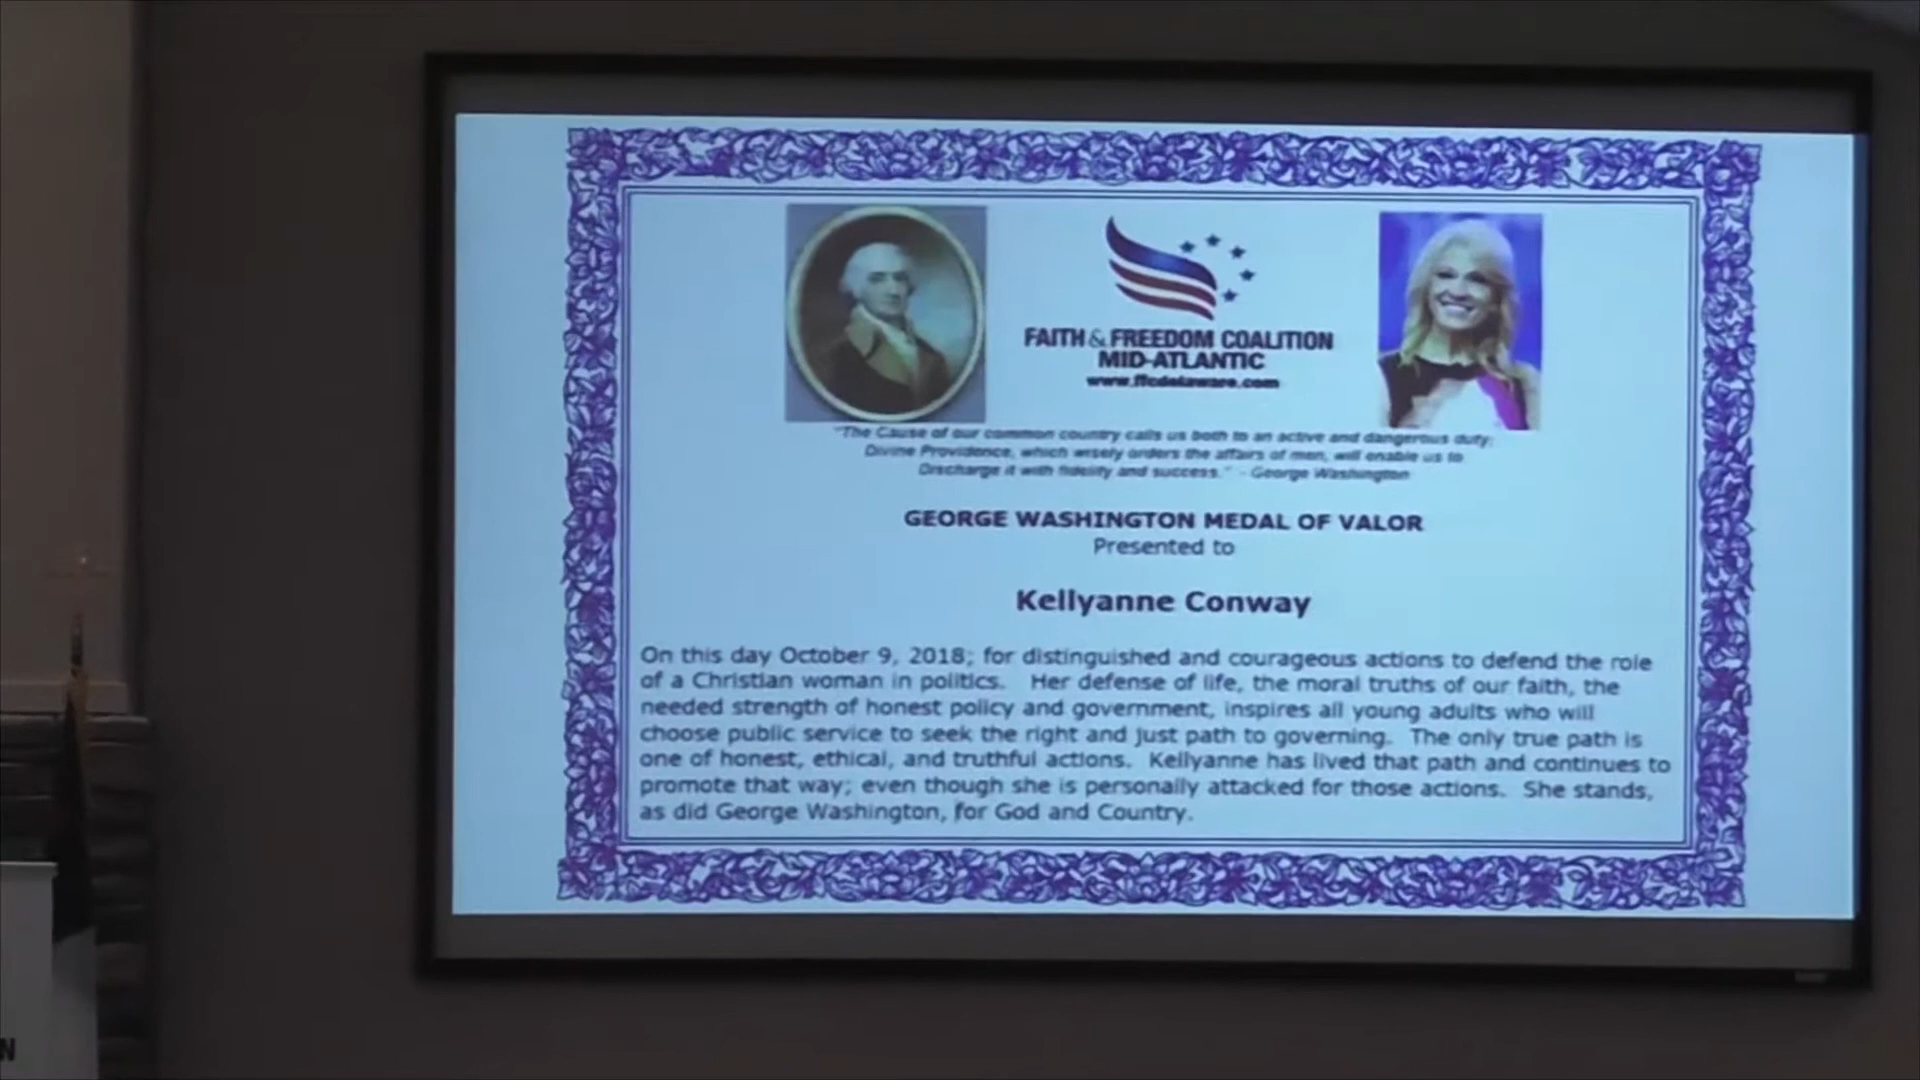 FAITH & FREEDOM COALITION
MID-ATLANTIC
www.ffcdelaware.com
"The Cause of our common country calls us both to an active and dangerous duty;
Divine Providence, which wisely orders the affairs of men, will enable us to
Discharge it with fidelity and success." - George Washington
GEORGE WASHINGTON MEDAL OF VALOR
Presented to
Kellyanne Conway
On this day October 9, 2018; for distinguished and courageous actions to defend the role
of a Christian woman in politics. Her defense of life, the moral truths of our faith, the
needed strength of honest policy and government, inspires all young adults who will
choose public service to seek the right and just path to governing. The only true path is
one of honest, ethical, and truthful actions. Kellyanne has lived that path and continues to
promote that way; even though she is personally attacked for those actions. She stands,
as did George Washington, for God and Country.
N